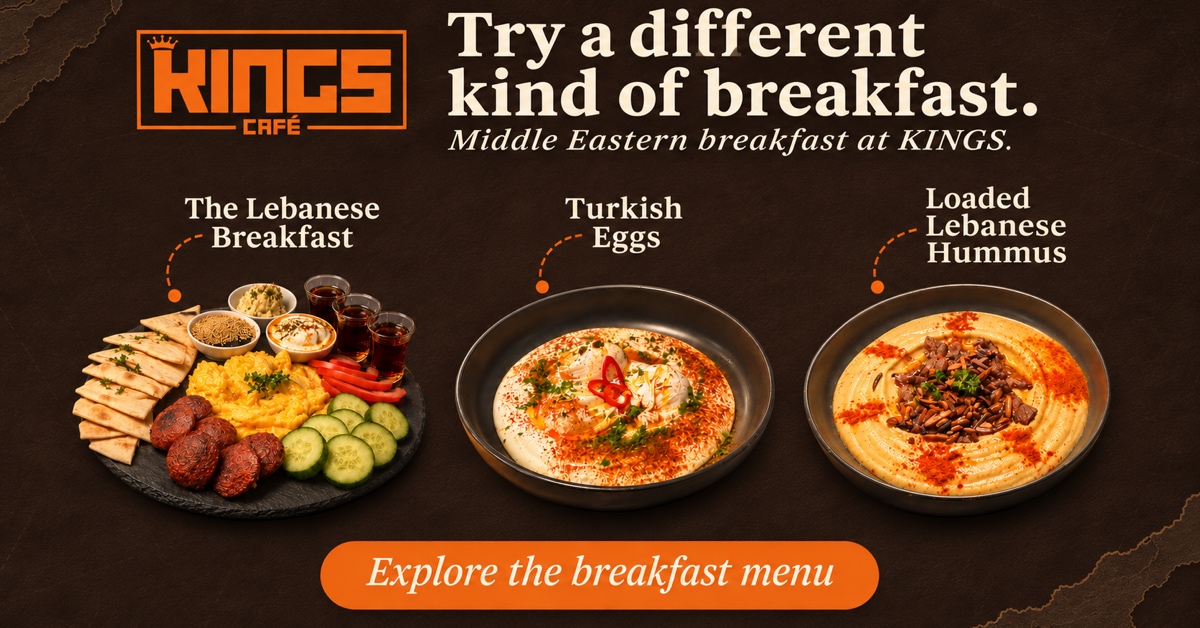 KINGS
CAFÉ
Try a different
kind of breakfast.
Middle Eastern breakfast at KINGS.
The Lebanese
Breakfast
Turkish
Eggs
Loaded
Lebanese
Hummus
Explore the breakfast menu